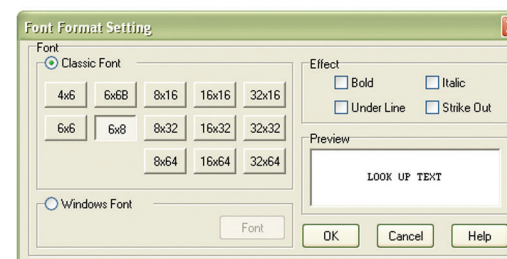 Font Format Setting
Font
Classic Font
4x6 6x6B 8x16 16x16 32x16
6x6 6x8 8x32 16x32 32x32
8x64 16x64 32x64
Windows Font
Font
Effect
Bold Italic
Under Line Strike Out
Preview
LOOK UP TEXT
OK Cancel Help